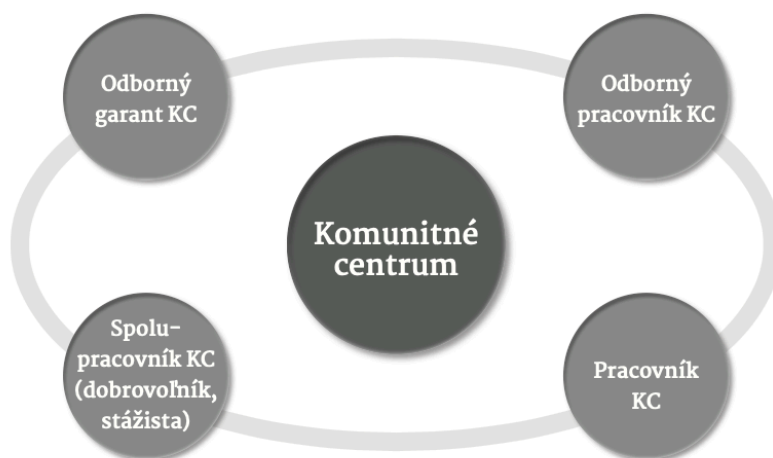 Odborný
garant KC
Odborný
pracovník KC
Komunitné
centrum
Spolu-
pracovník KC
(dobrovoľník,
stážista)
Pracovník
KC